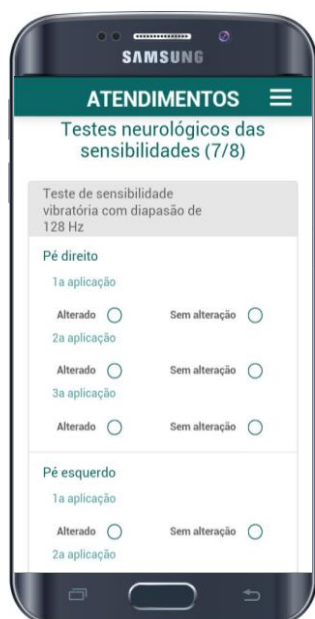 SAMSUNG
ATENDIMENTOS
Testes neurológicos das
sensibilidades (7/8)
Teste de sensibilidade
vibratória com diapasão de
128 Hz
Pé direito
1a aplicação
Alterado Sem alteração
2a aplicação
Alterado Sem alteração
3a aplicação
Alterado Sem alteração
Pé esquerdo
1a aplicação
Alterado Sem alteração
2a aplicação